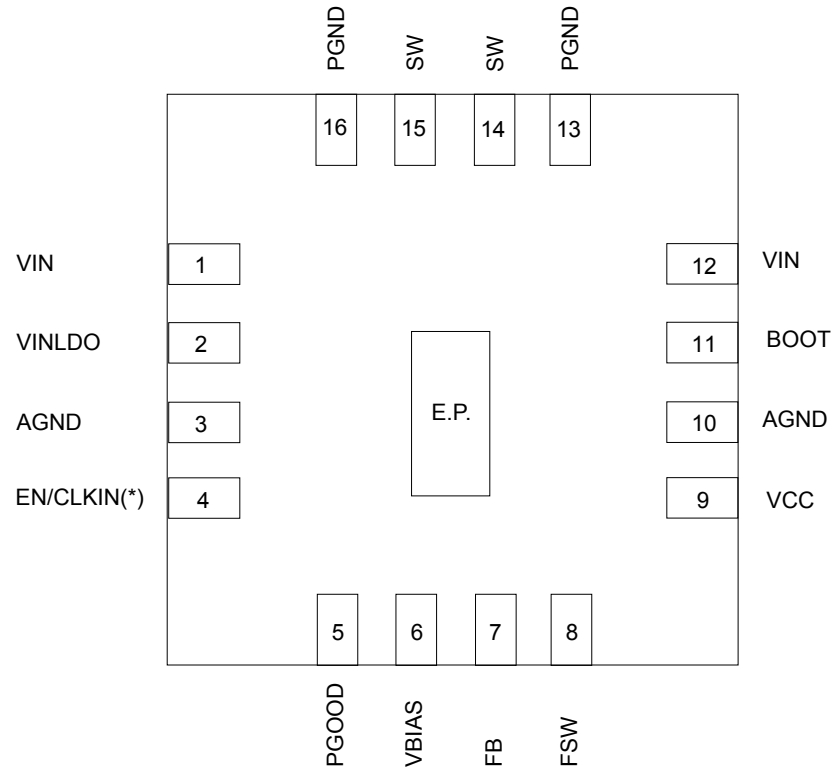 PGND SW SW PGND
16 15 14 13
VIN 1 12 VIN
VINLDO 2 11 BOOT
E.P.
AGND 3 10 AGND
EN/CLKIN(*) 4 9 VCC
5 6 7 8
PGOOD VBIAS FB FSW